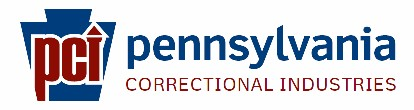 pci
pennsylvania
CORRECTIONAL INDUSTRIES